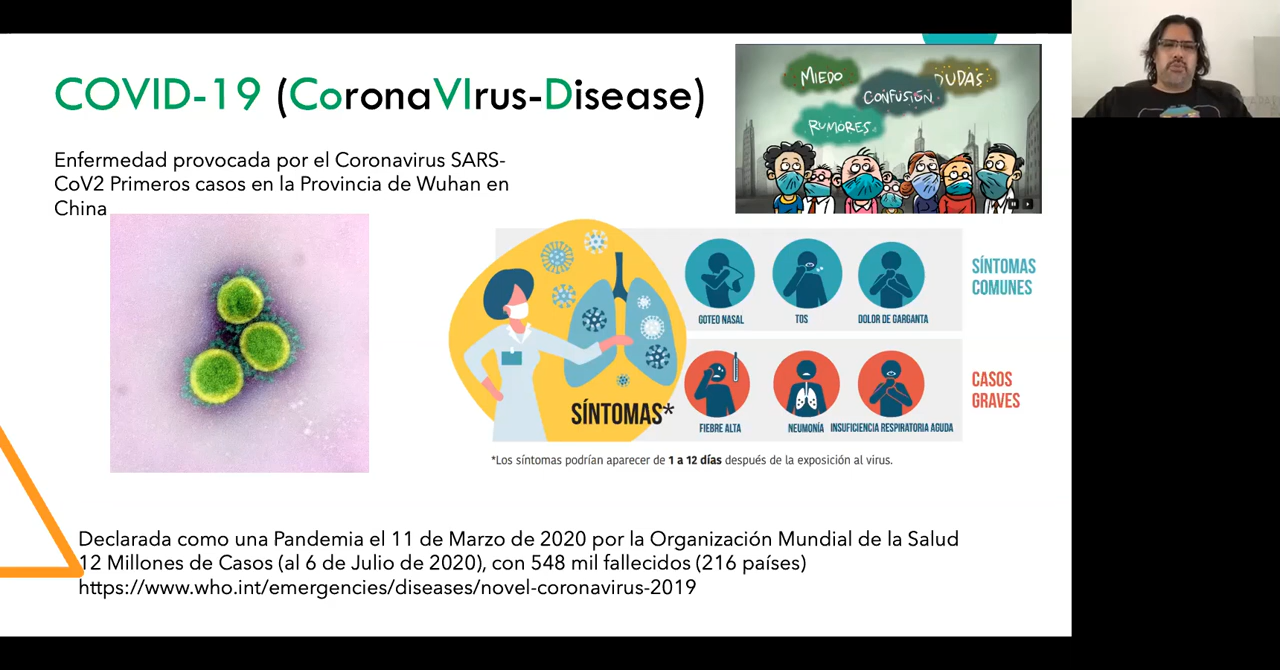 COVID-19 (CoronaVIrus-Disease)
Enfermedad provocada por el Coronavirus SARS-
CoV2 Primeros casos en la Provincia de Wuhan en
China
MIEDO
DUDAS
CONFUSIÓN
RUMORES
GOTEO NASAL
TOS
DOLOR DE GARGANTA
SÍNTOMAS
COMUNES
SÍNTOMAS*
FIEBRE ALTA
NEUMONÍA
INSUFICIENCIA RESPIRATORIA AGUDA
CASOS
GRAVES
*Los síntomas podrían aparecer de 1 a 12 días después de la exposición al virus.
Declarada como una Pandemia el 11 de Marzo de 2020 por la Organización Mundial de la Salud
12 Millones de Casos (al 6 de Julio de 2020), con 548 mil fallecidos (216 países)
https://www.who.int/emergencies/diseases/novel-coronavirus-2019